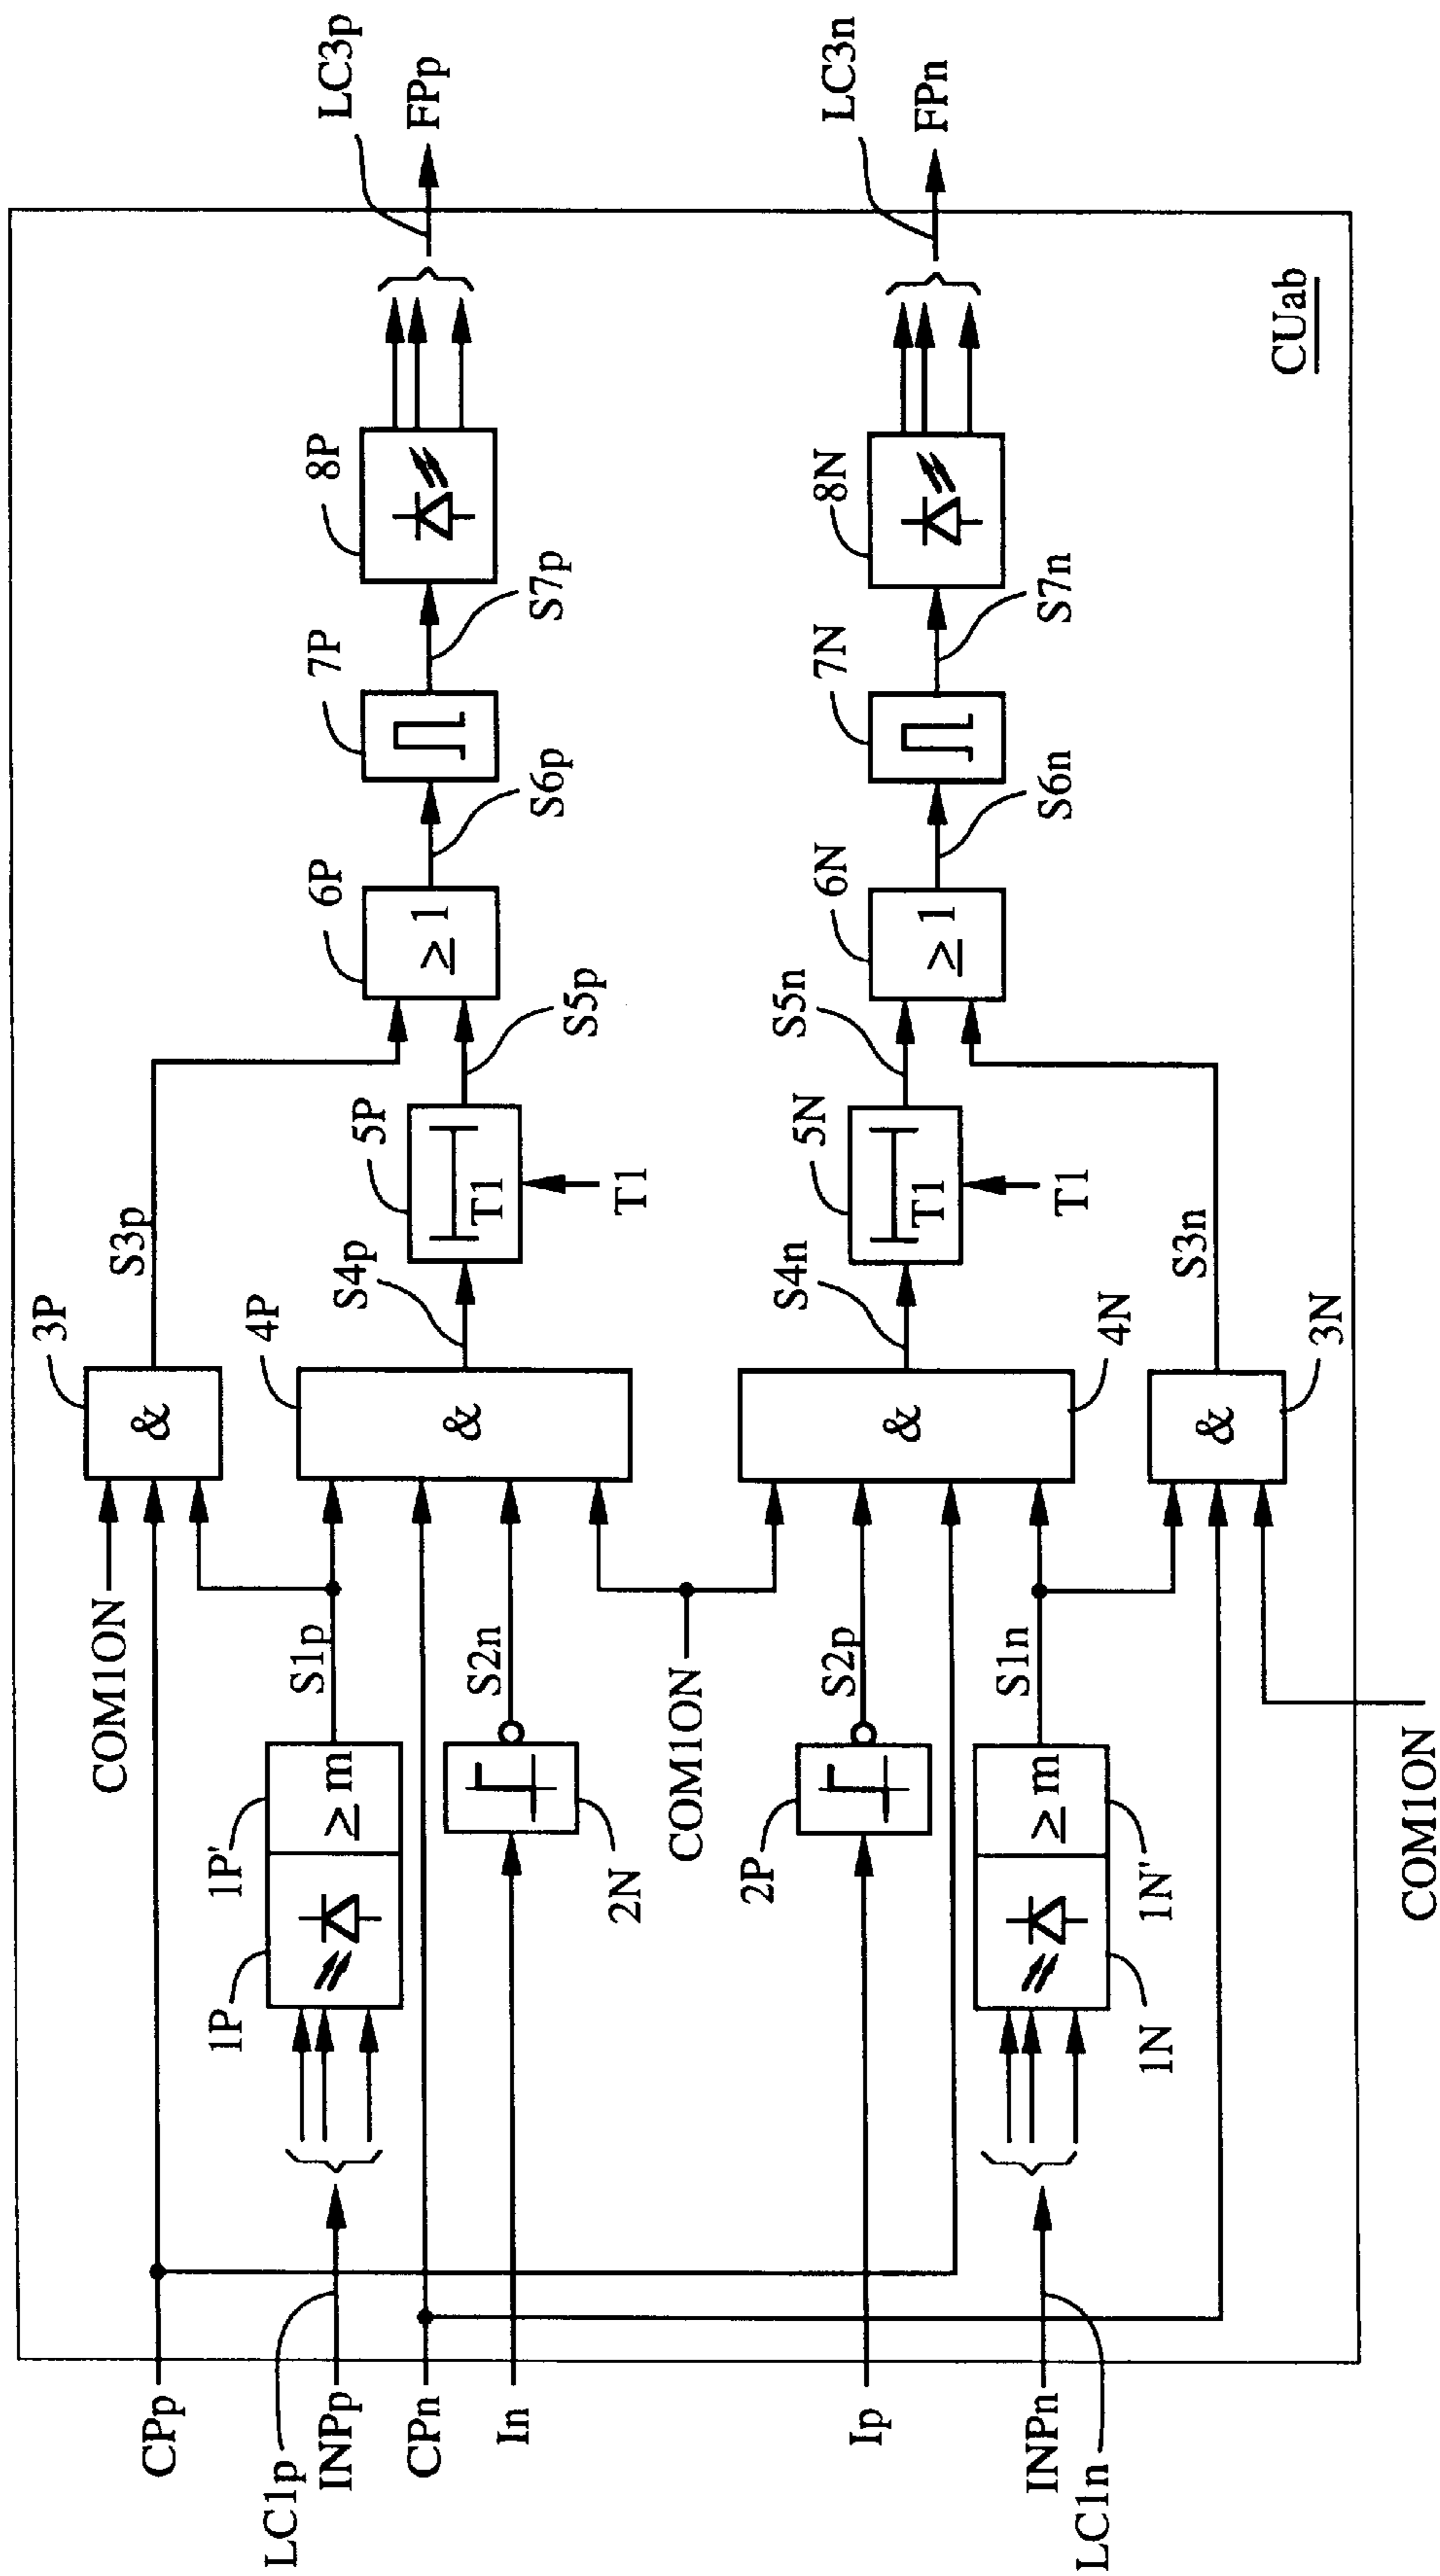 LC3p
FPp
LC3n
FPn
CUab
8P
8N
S7p
S7n
7P
7N
S6p
S6n
6P
≥ 1
6N
≥ 1
S5p
S5n
5P
T1
T1
5N
T1
T1
S3p
S4p
S4n
S3n
3P
&
4P
&
&
4N
&
3N
COM1ON
S1p
S2n
COM1ON
S2p
S1n
COM1ON
1P'
≥ m
2N
2P
≥ m
1N'
1P
1N
CPp
LC1p
INPp
CPn
In
Ip
INPn
LC1n